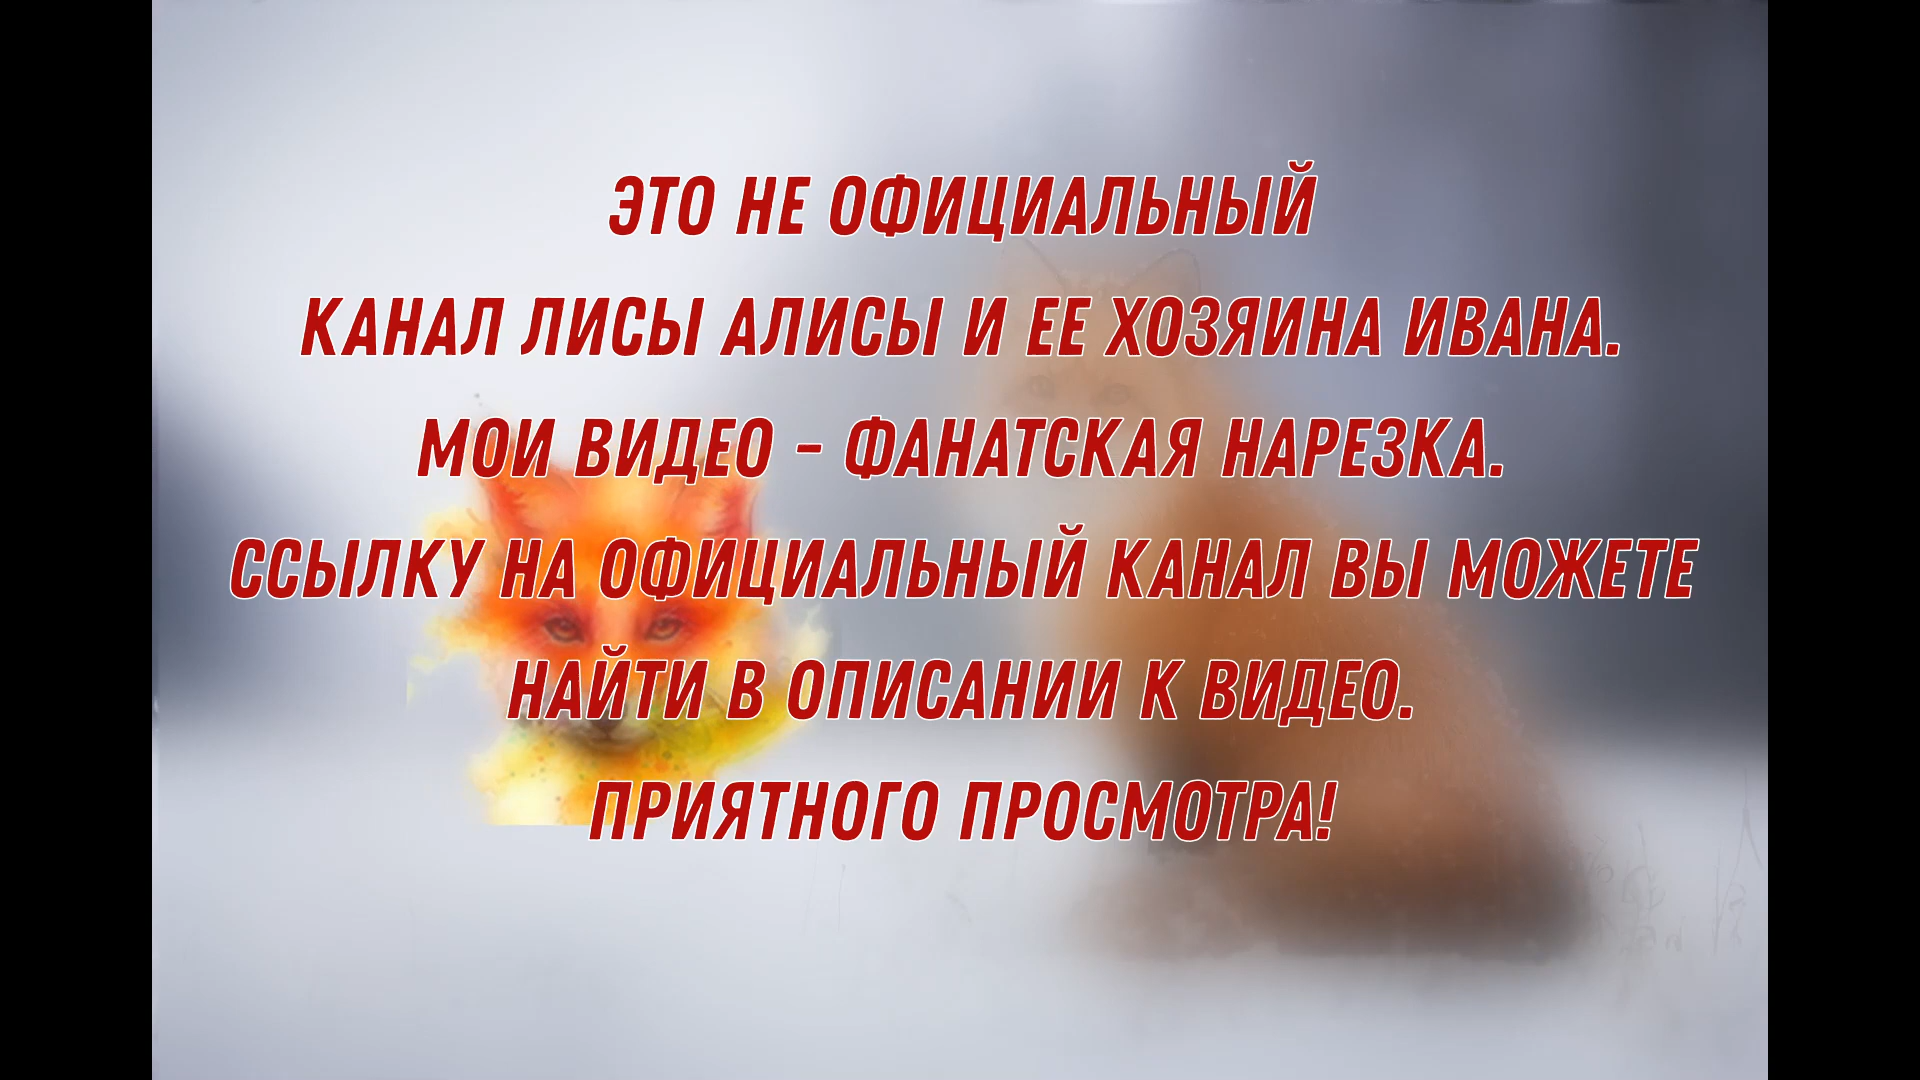 ЭТО НЕ ОФИЦИАЛЬНЫЙ
КАНАЛ ЛИСЫ АЛИСЫ И ЕЕ ХОЗЯИНА ИВАНА.
МОИ ВИДЕО - ФАНАТСКАЯ НАРЕЗКА.
ССЫЛКУ НА ОФИЦИАЛЬНЫЙ КАНАЛ ВЫ МОЖЕТЕ
НАЙТИ В ОПИСАНИИ К ВИДЕО.
ПРИЯТНОГО ПРОСМОТРА!